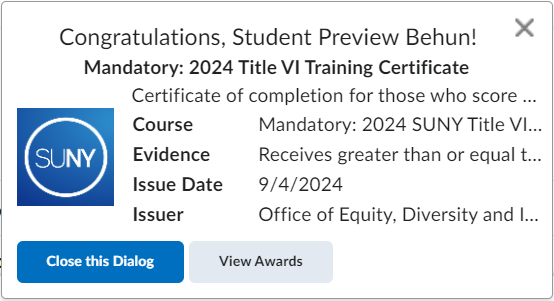 Congratulations, Student Preview Behun!
Mandatory: 2024 Title VI Training Certificate
Certificate of completion for those who score ...
SUNY
Course Mandatory: 2024 SUNY Title VI...
Evidence Receives greater than or equal t...
Issue Date 9/4/2024
Issuer Office of Equity, Diversity and I...
Close this Dialog View Awards